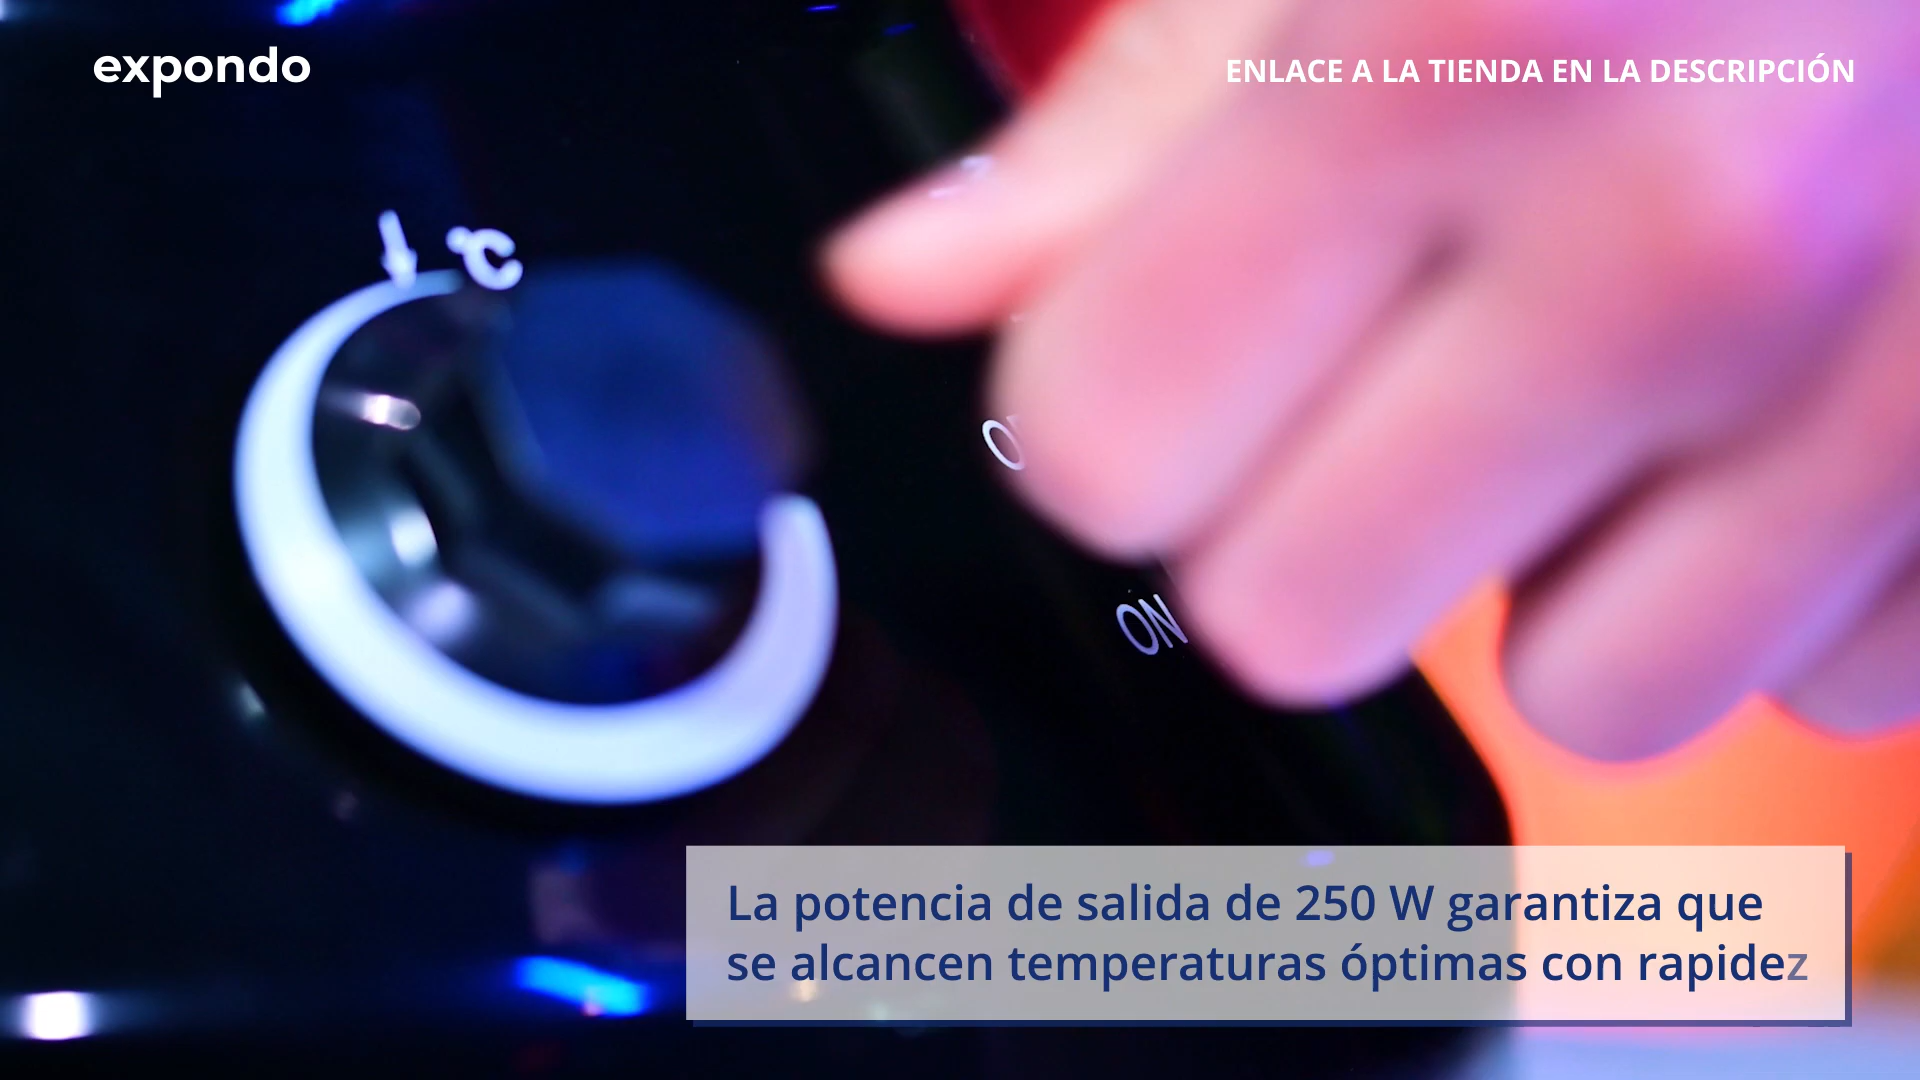 expondo
ENLACE A LA TIENDA EN LA DESCRIPCIÓN
°C
ON
La potencia de salida de 250 W garantiza que
se alcancen temperaturas óptimas con rapidez